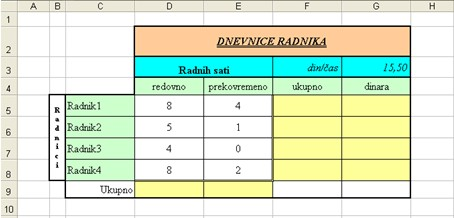 A B C D E F G H
1
2 DNEVNICE RADNIKA
3 Radnih sati din/čas 15,50
4 redovno prekovremeno ukupno dinara
5 Radnik1 8 4
6 Radnik2 5 1
7 Radnik3 4 0
8 Radnik4 8 2
Radnici
9 Ukupno
10